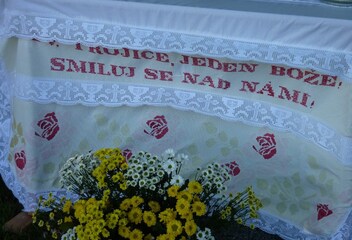 TROJICE, JEDEN BOŽE!
SMILUJ SE NAD NÁMI!